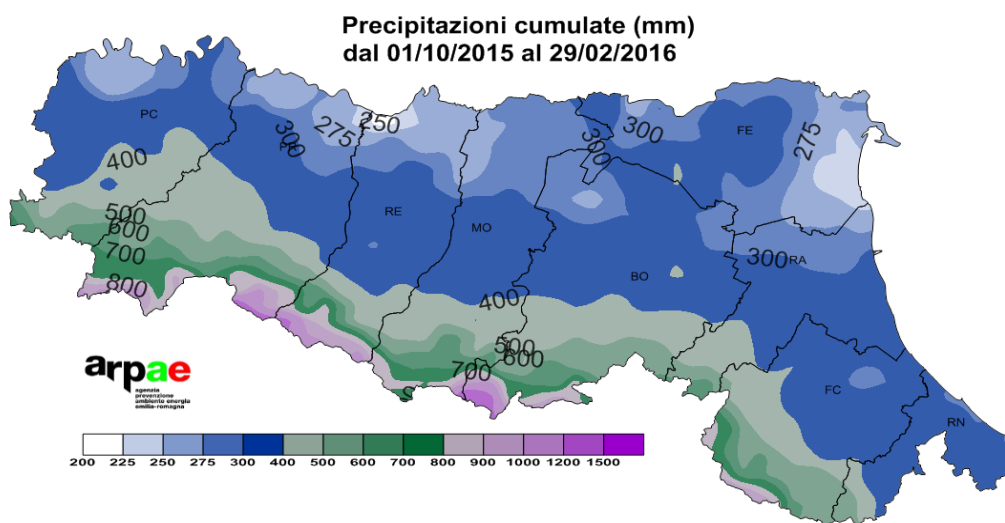 Precipitazioni cumulate (mm)
dal 01/10/2015 al 29/02/2016
PC
400
500
600
700
800
300
275
250
RE
MO
400
500
600
700
300
300
FE
275
BO
300
RA
FC
RN
arpae
agenzia
prevenzione
ambiente energia
emilia-romagna
200 225 250 275 300 400 500 600 700 800 900 1000 1200 1500